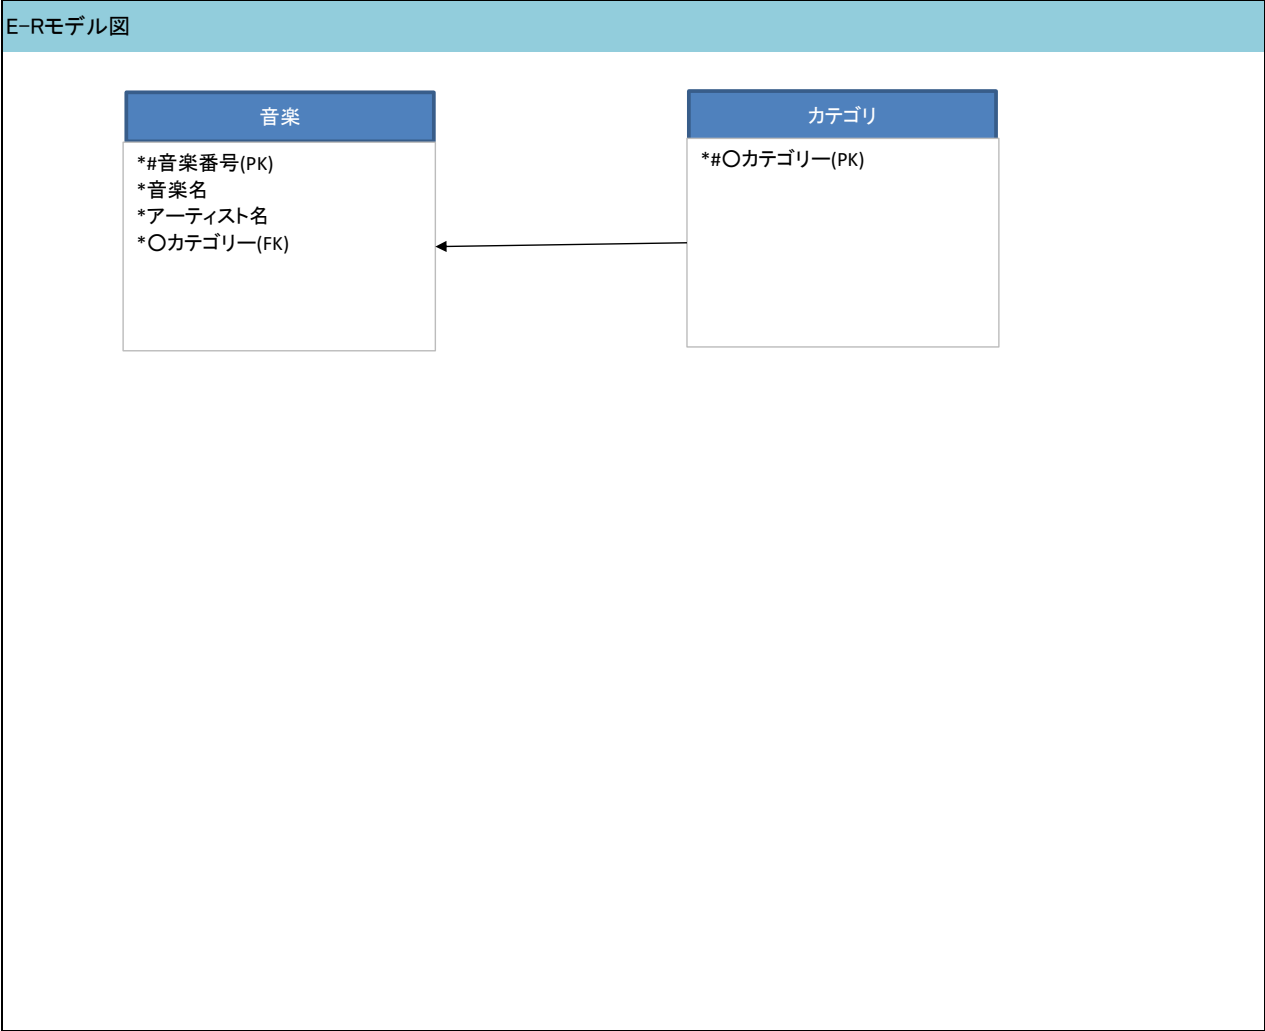 E-Rモデル図
音楽
*#音楽番号(PK)
*音楽名
*アーティスト名
*〇カテゴリー(FK)
カテゴリ
*#〇カテゴリー(PK)